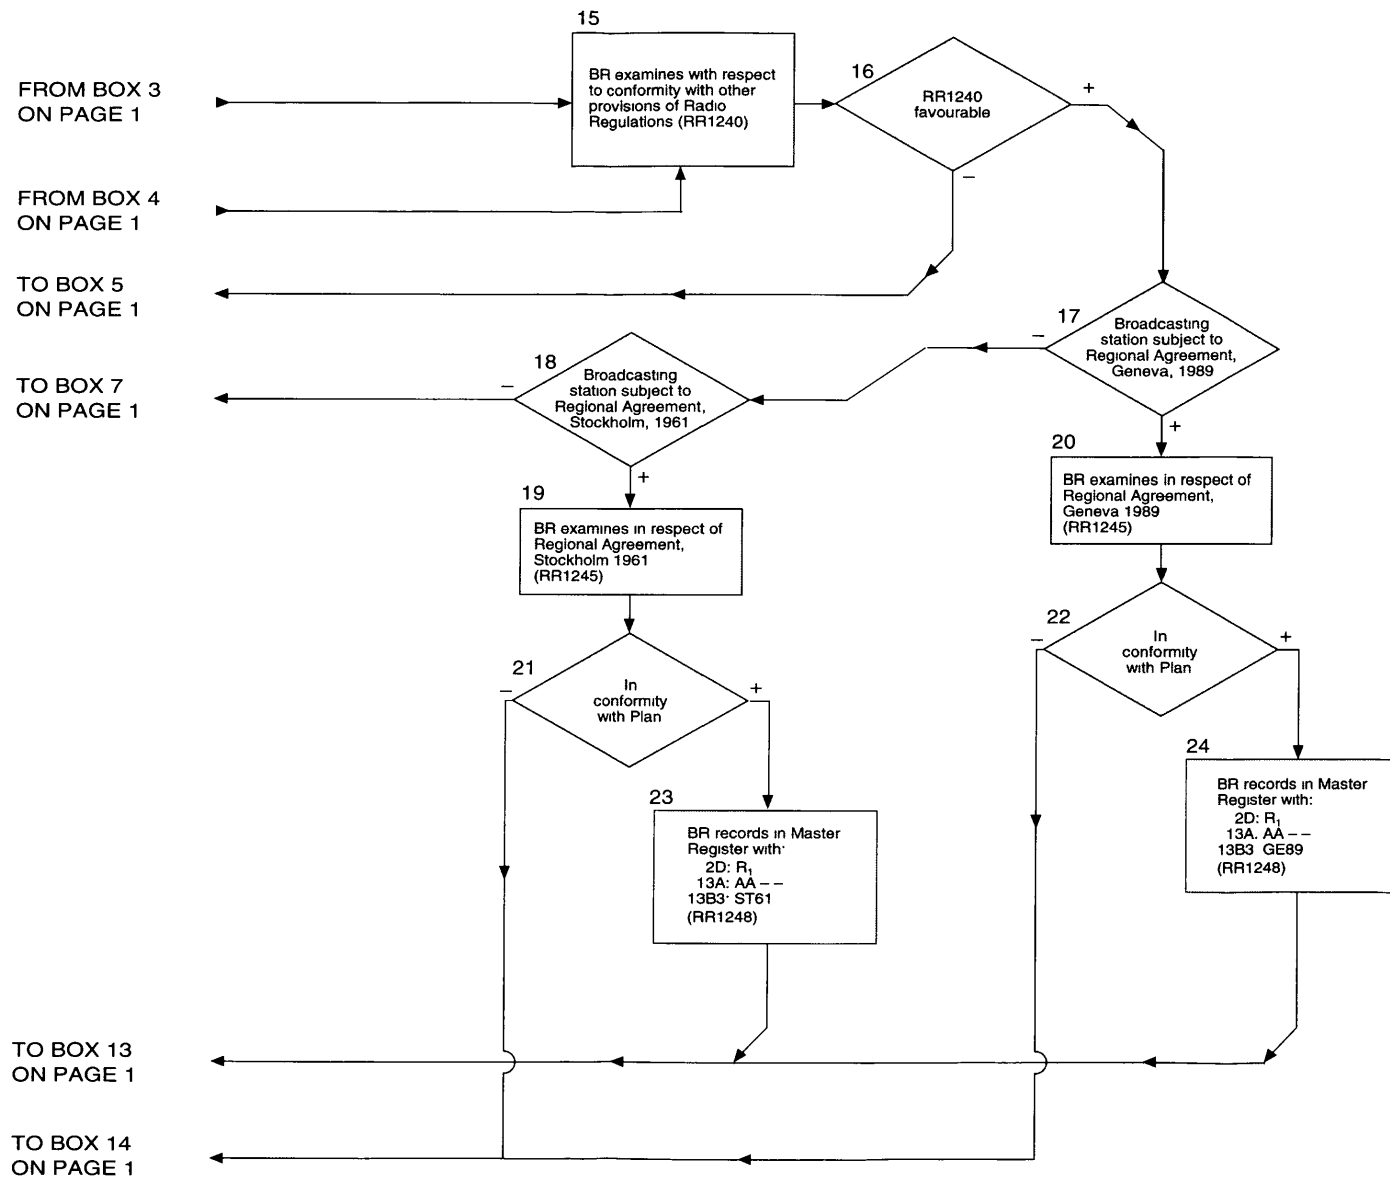 15
BR examines with respect
to conformity with other
provisions of Radio
Regulations (RR1240)
16
RR1240
favourable
+
−
FROM BOX 3
ON PAGE 1
FROM BOX 4
ON PAGE 1
TO BOX 5
ON PAGE 1
17
−
Broadcasting
station subject to
Regional Agreement,
Geneva, 1989
+
18
−
Broadcasting
station subject to
Regional Agreement,
Stockholm, 1961
+
TO BOX 7
ON PAGE 1
20
BR examines in respect of
Regional Agreement,
Geneva 1989
(RR1245)
19
BR examines in respect of
Regional Agreement,
Stockholm 1961
(RR1245)
22
−
In
conformity
with Plan
+
21
−
In
conformity
with Plan
+
24
BR records in Master
Register with:
2D: R₁
13A. AA − −
13B3 GE89
(RR1248)
23
BR records in Master
Register with·
2D: R₁
13A: AA − −
13B3· ST61
(RR1248)
TO BOX 13
ON PAGE 1
TO BOX 14
ON PAGE 1